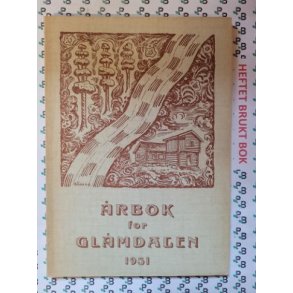 ÅRBOK
for
GLÅMDALEN
1951
HEFTET BRUKT BOK